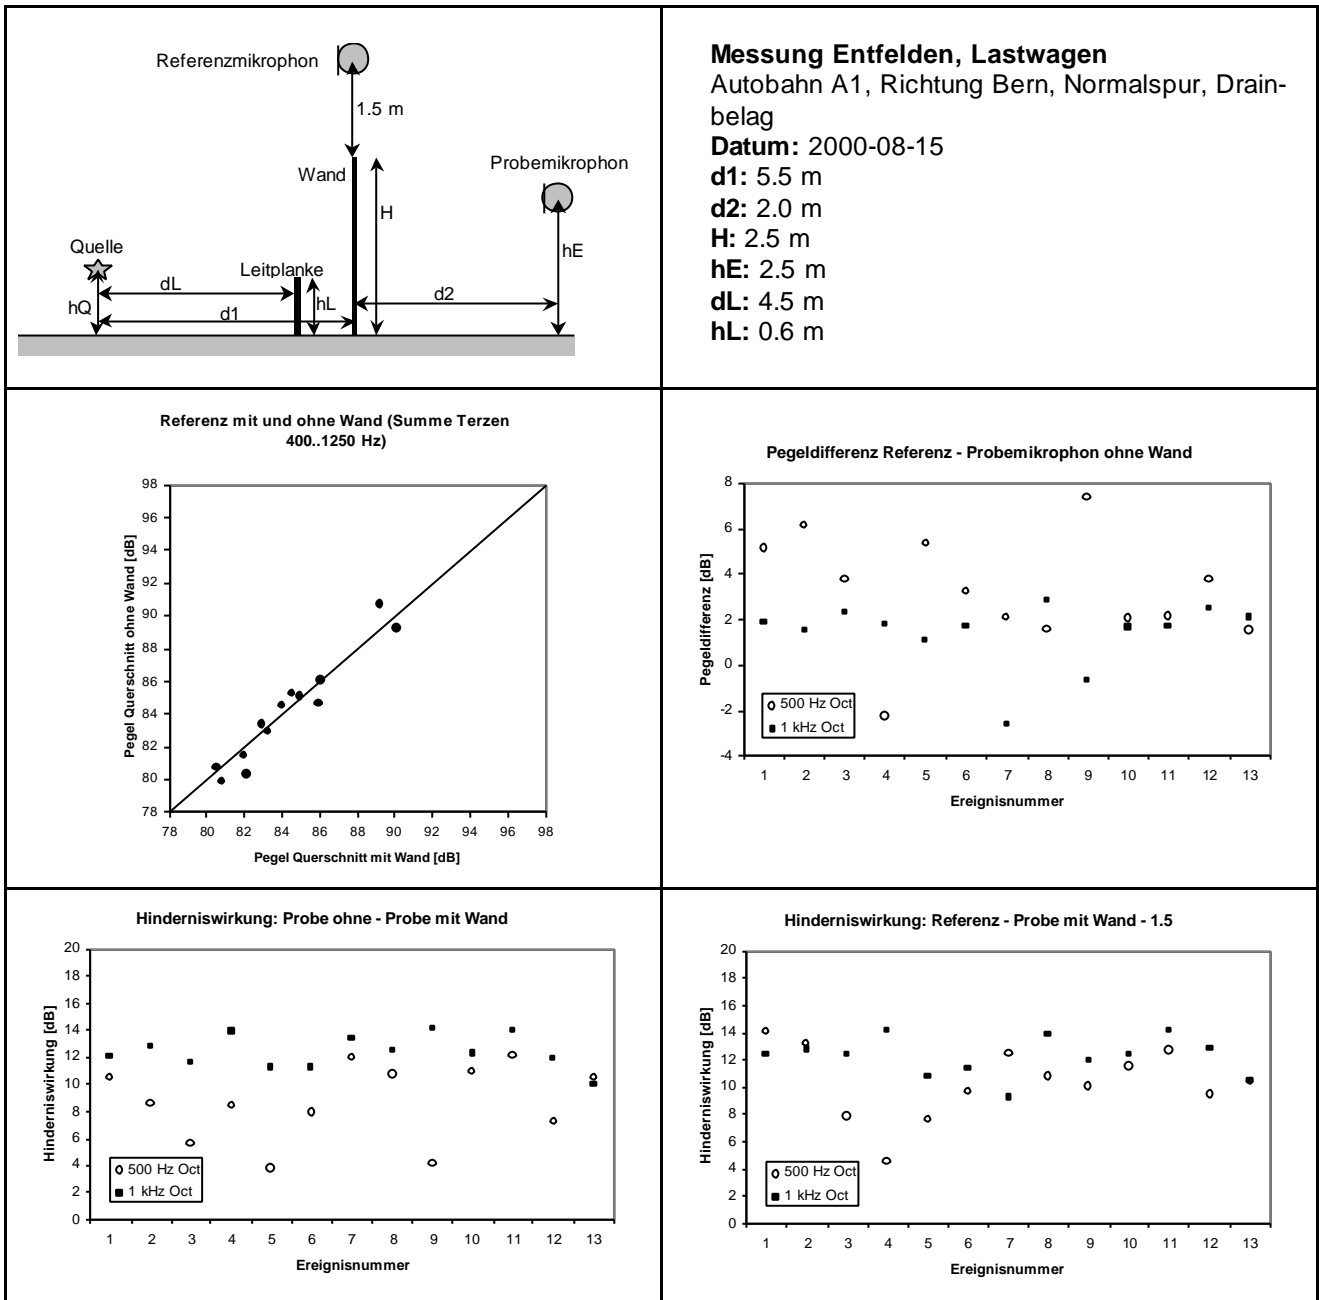 Referenzmikrophon
1.5 m
Wand
Probemikrophon
H
hE
Quelle
Leitplanke
dL
hL
d2
hQ
d1
Messung Entfelden, Lastwagen
Autobahn A1, Richtung Bern, Normalspur, Drain-
belag
Datum: 2000-08-15
d1: 5.5 m
d2: 2.0 m
H: 2.5 m
hE: 2.5 m
dL: 4.5 m
hL: 0.6 m
Referenz mit und ohne Wand (Summe Terzen
400..1250 Hz)
Pegel Querschnitt ohne Wand [dB]
98
96
94
92
90
88
86
84
82
80
78
78 80 82 84 86 88 90 92 94 96 98
Pegel Querschnitt mit Wand [dB]
Pegeldifferenz Referenz - Probemikrophon ohne Wand
Pegeldifferenz [dB]
8
6
4
2
0
-2
-4
500 Hz Oct
1 kHz Oct
1 2 3 4 5 6 7 8 9 10 11 12 13
Ereignisnummer
Hinderniswirkung: Probe ohne - Probe mit Wand
Hinderniswirkung [dB]
20
18
16
14
12
10
8
6
4
2
0
500 Hz Oct
1 kHz Oct
1 2 3 4 5 6 7 8 9 10 11 12 13
Ereignisnummer
Hinderniswirkung: Referenz - Probe mit Wand - 1.5
Hinderniswirkung [dB]
20
18
16
14
12
10
8
6
4
2
0
500 Hz Oct
1 kHz Oct
1 2 3 4 5 6 7 8 9 10 11 12 13
Ereignisnummer